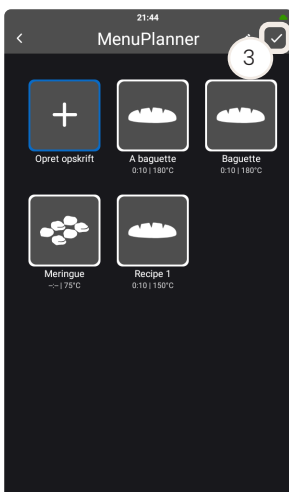 21:44
MenuPlanner
3
Opret opskrift
A baguette
0:10 | 180°C
Baguette
0:10 | 180°C
Meringue
--:-- | 75°C
Recipe 1
0:10 | 150°C